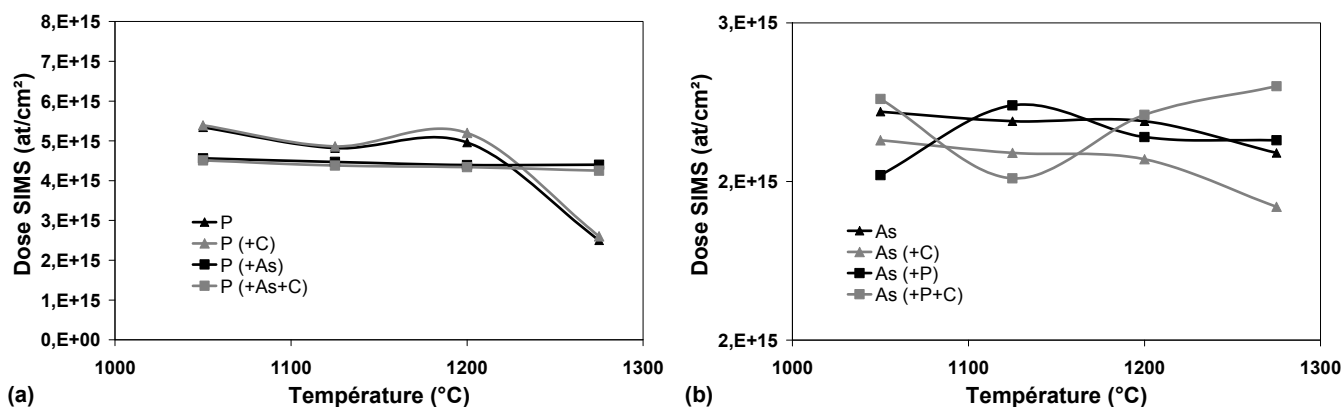 8,E+15
7,E+15
6,E+15
5,E+15
4,E+15
3,E+15
2,E+15
1,E+15
0,E+00
Dose SIMS (at/cm²)
P
P (+C)
P (+As)
P (+As+C)
1000 1100 1200 1300
Température (°C)
(a)
3,E+15
2,E+15
2,E+15
Dose SIMS (at/cm²)
As
As (+C)
As (+P)
As (+P+C)
1000 1100 1200 1300
Température (°C)
(b)